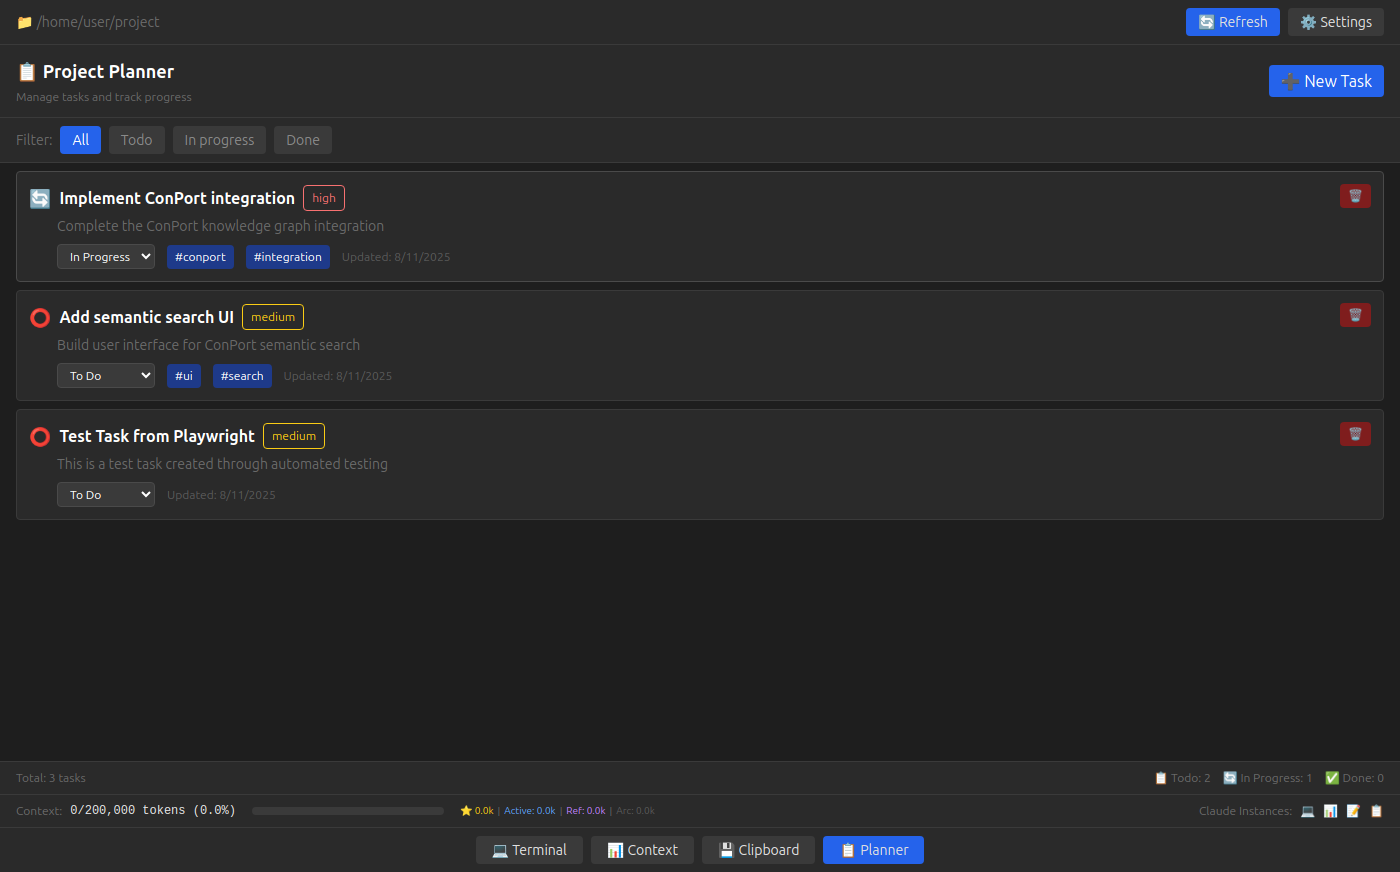 /home/user/project
Refresh
Settings
Project Planner
Manage tasks and track progress
New Task
Filter: All Todo In progress Done
Implement ConPort integration high
Complete the ConPort knowledge graph integration
In Progress #conport #integration Updated: 8/11/2025
Add semantic search UI medium
Build user interface for ConPort semantic search
To Do #ui #search Updated: 8/11/2025
Test Task from Playwright medium
This is a test task created through automated testing
To Do Updated: 8/11/2025
Total: 3 tasks
Todo: 2 In Progress: 1 Done: 0
Context: 0/200,000 tokens (0.0%) 0.0k | Active: 0.0k | Ref: 0.0k | Arc: 0.0k
Claude Instances:
Terminal Context Clipboard Planner